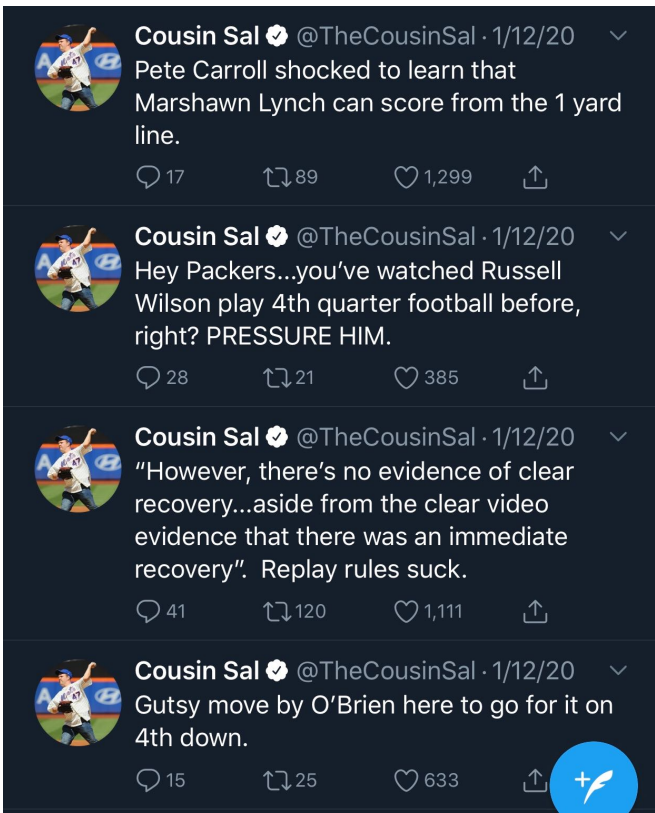 Cousin Sal @TheCousinSal · 1/12/20
Pete Carroll shocked to learn that
Marshawn Lynch can score from the 1 yard
line.
17 89 1,299
Cousin Sal @TheCousinSal · 1/12/20
Hey Packers...you’ve watched Russell
Wilson play 4th quarter football before,
right? PRESSURE HIM.
28 21 385
Cousin Sal @TheCousinSal · 1/12/20
“However, there’s no evidence of clear
recovery...aside from the clear video
evidence that there was an immediate
recovery”.  Replay rules suck.
41 120 1,111
Cousin Sal @TheCousinSal · 1/12/20
Gutsy move by O’Brien here to go for it on
4th down.
15 25 633